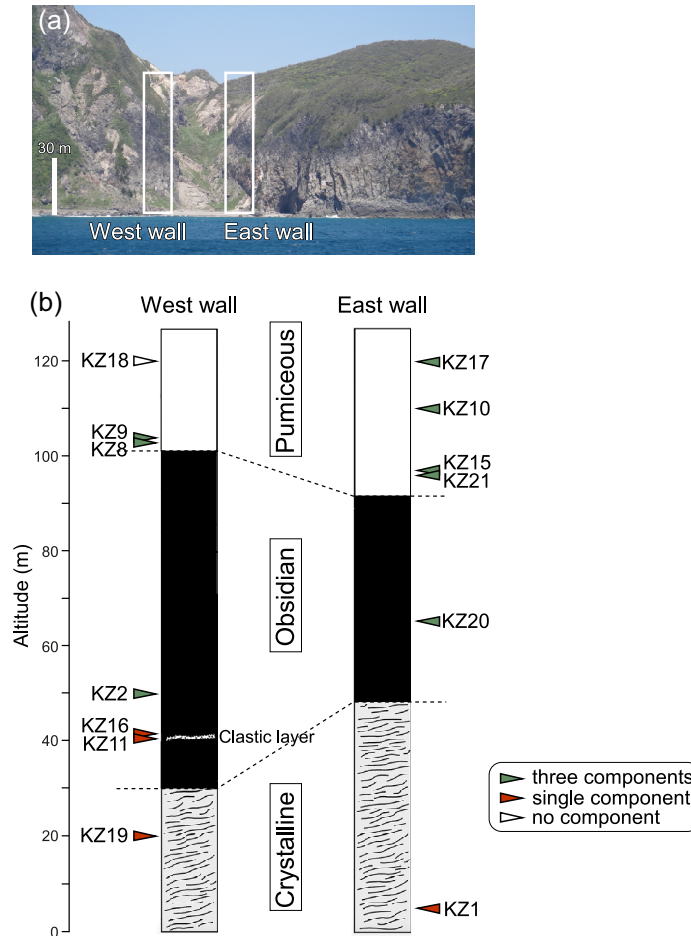 (a)
30 m
West wall
East wall
(b)
West wall
East wall
Altitude (m)
120
100
80
60
40
20
0
Pumiceous
Obsidian
Crystalline
KZ18
KZ9
KZ8
KZ2
KZ16
KZ11
Clastic layer
KZ19
KZ17
KZ10
KZ15
KZ21
KZ20
KZ1
three components
single component
no component